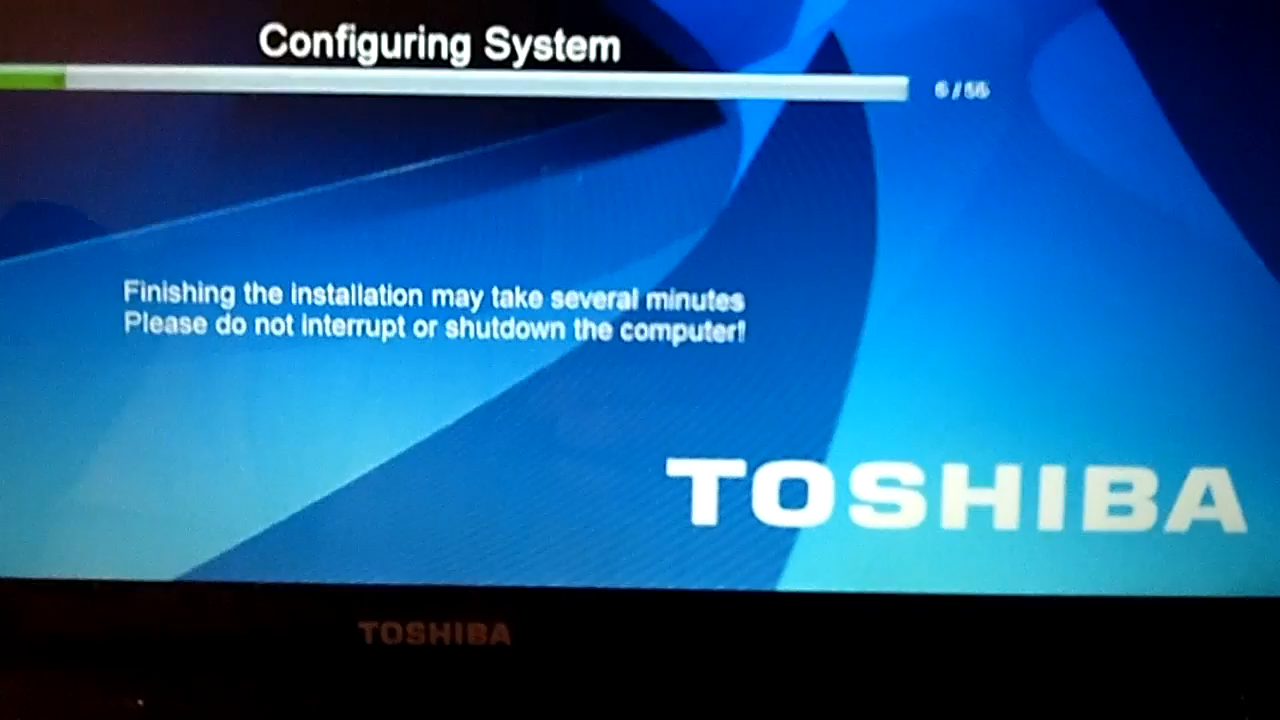 Configuring System
6 / 55
Finishing the installation may take several minutes
Please do not interrupt or shutdown the computer!
TOSHIBA
TOSHIBA